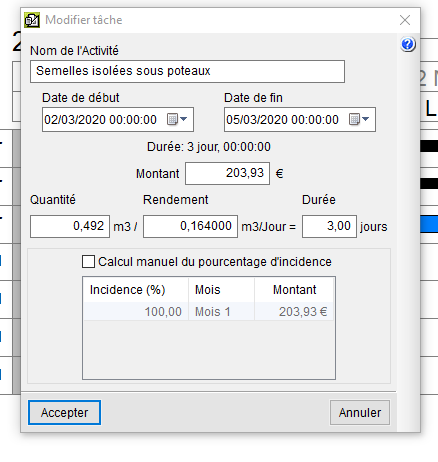 Modifier tâche
Nom de l'Activité
Semelles isolées sous poteaux
Date de début Date de fin
02/03/2020 00:00:00 05/03/2020 00:00:00
Durée: 3 jour, 00:00:00
Montant 203,93 €
Quantité Rendement Durée
0,492 m3 / 0,164000 m3/Jour = 3,00 jours
Calcul manuel du pourcentage d'incidence
Incidence (%) Mois Montant
100,00 Mois 1 203,93 €
Accepter Annuler